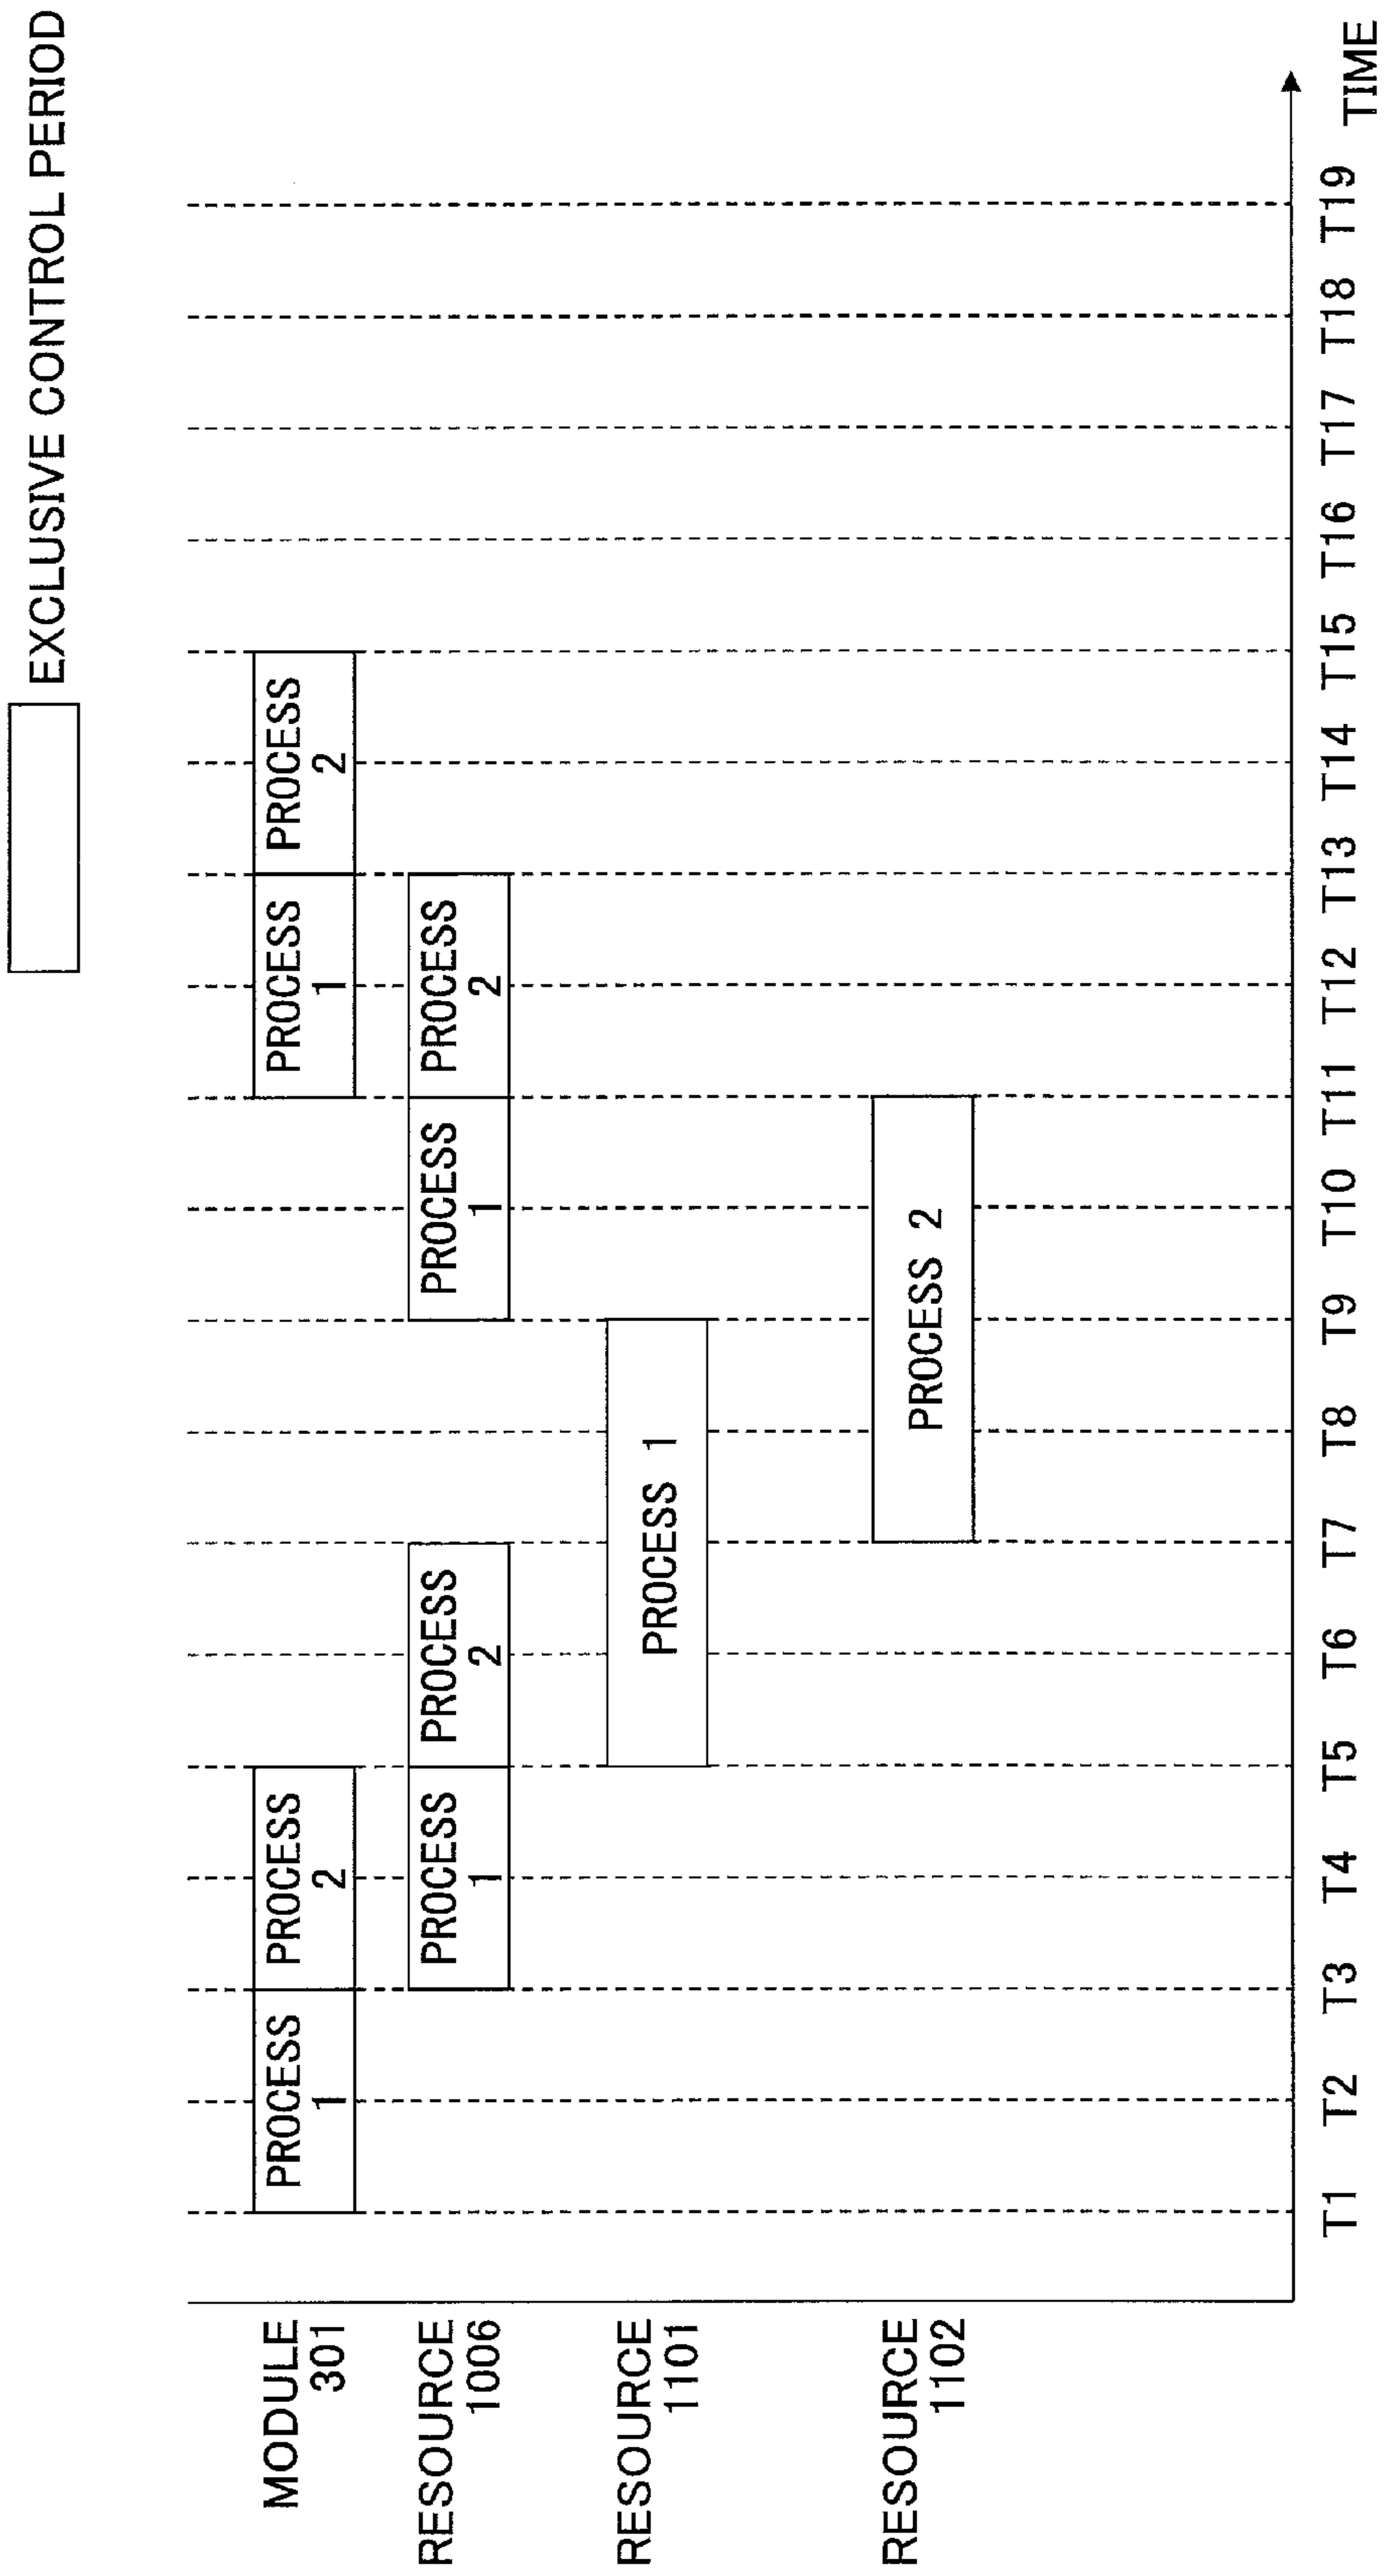 EXCLUSIVE CONTROL PERIOD
MODULE
301
PROCESS
1
PROCESS
2
PROCESS
1
PROCESS
2
RESOURCE
1006
PROCESS
1
PROCESS
2
PROCESS
1
PROCESS
2
RESOURCE
1101
PROCESS 1
RESOURCE
1102
PROCESS 2
T1 T2 T3 T4 T5 T6 T7 T8 T9 T10 T11 T12 T13 T14 T15 T16 T17 T18 T19
TIME